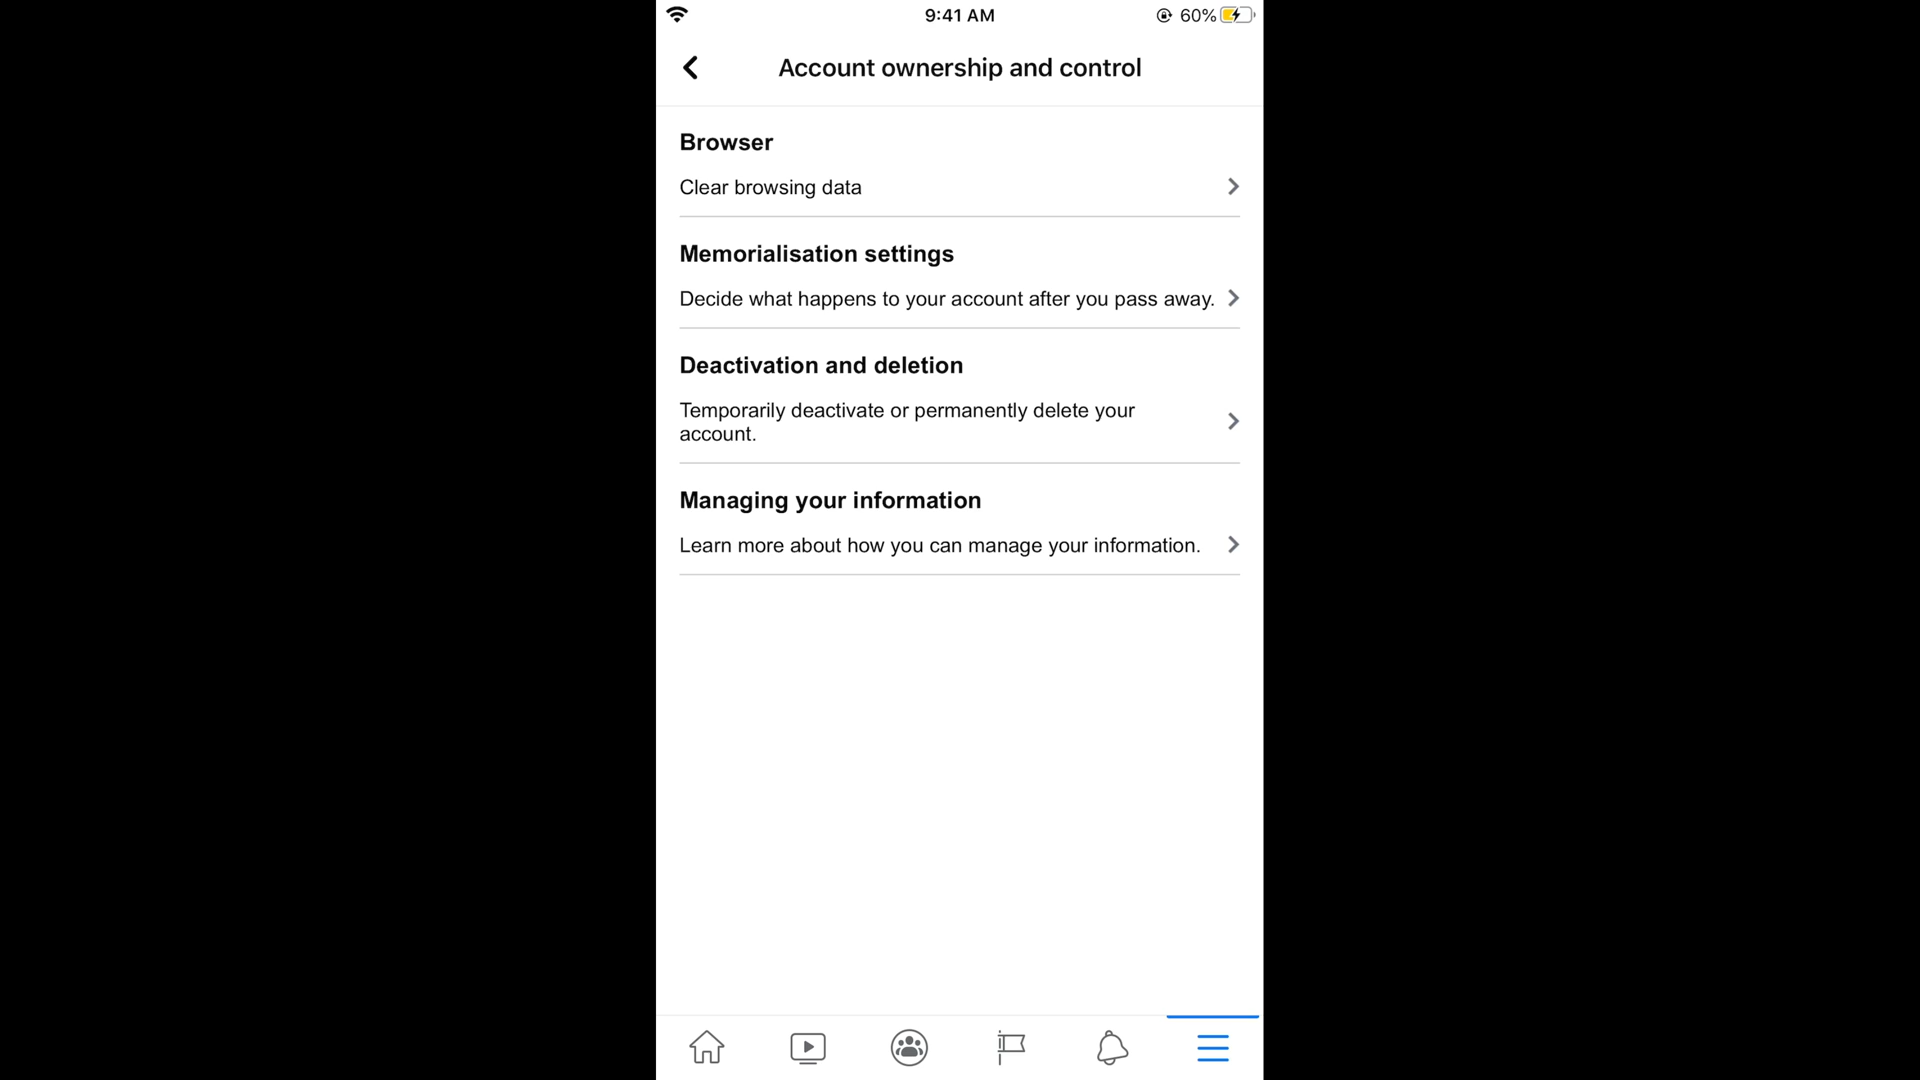 9:41 AM
60%
Account ownership and control
Browser
Clear browsing data
Memorialisation settings
Decide what happens to your account after you pass away.
Deactivation and deletion
Temporarily deactivate or permanently delete your
account.
Managing your information
Learn more about how you can manage your information.